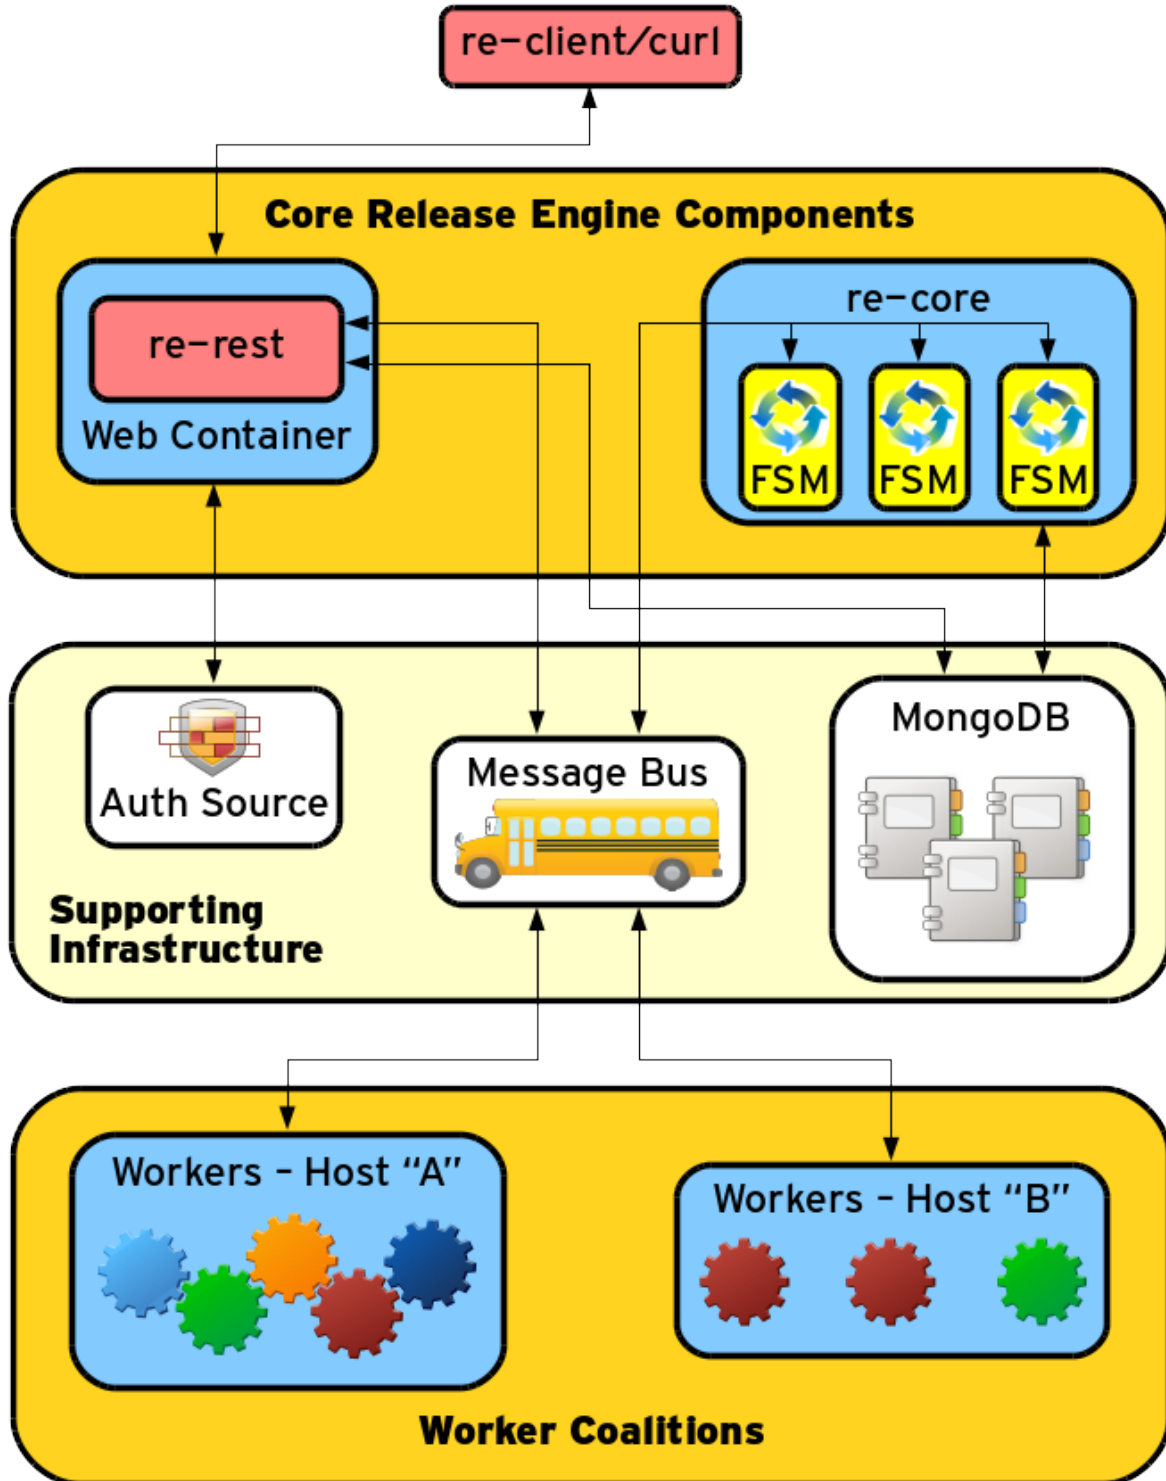 re-client/curl
Core Release Engine Components
re-rest
Web Container
re-core
FSM FSM FSM
Auth Source
Message Bus
MongoDB
Supporting
Infrastructure
Workers - Host “A”
Workers - Host “B”
Worker Coalitions